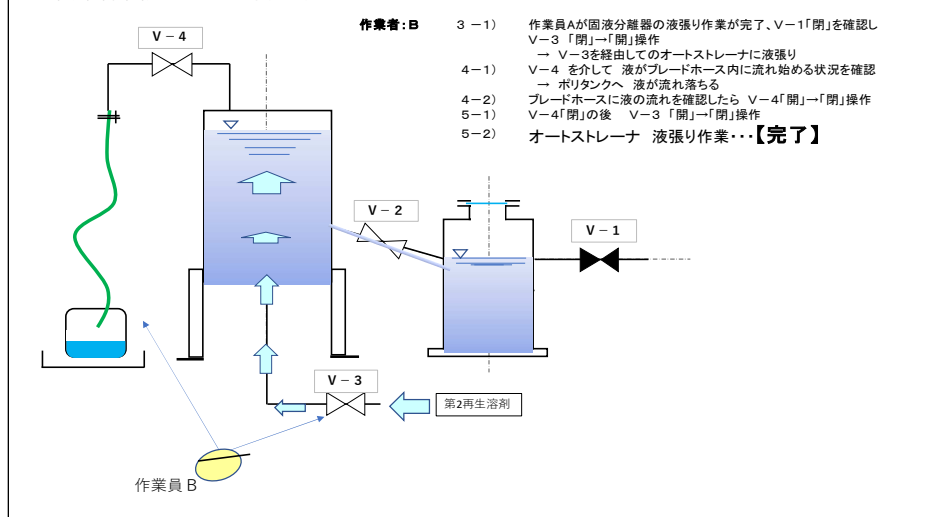 作業者：B 3－1） 作業員Aが固液分離器の液張り作業が完了、V－1「閉」を確認し
V－3 「閉」→「開」操作
→ V－3を経由してのオートストレーナに液張り
4－1） V－4 を介して 液がブレードホース内に流れ始める状況を確認
→ ポリタンクへ 液が流れ落ちる
4－2） ブレードホースに液の流れを確認したら V－4「開」→「閉」操作
5－1） V－4「閉」の後 V－3 「開」→「閉」操作
5－2） オートストレーナ 液張り作業・・・【完了】
V－4
V－2
V－1
V－3
第2再生溶剤
作業員B